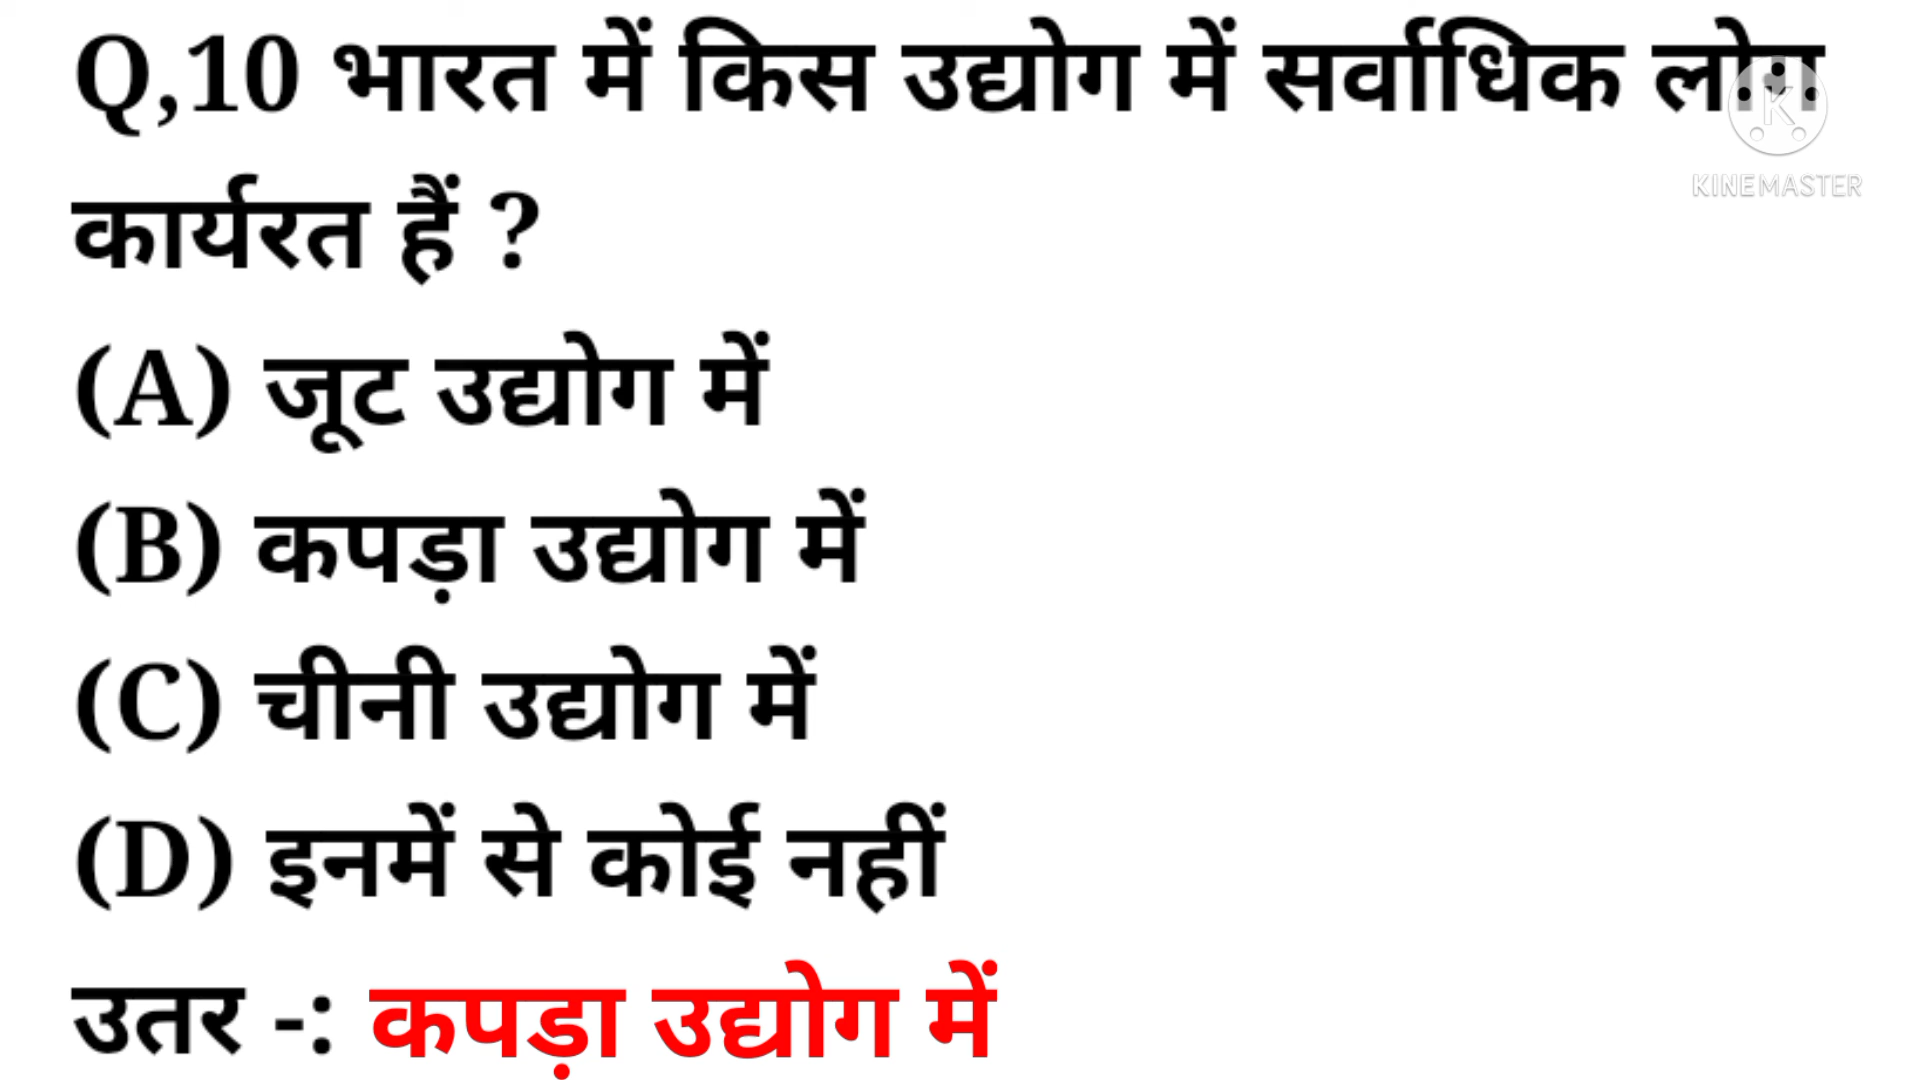 Q,10 भारत में किस उद्योग में सर्वाधिक लोग
कार्यरत हैं ?
KINEMASTER
(A) जूट उद्योग में
(B) कपड़ा उद्योग में
(C) चीनी उद्योग में
(D) इनमें से कोई नहीं
उतर -: कपड़ा उद्योग में